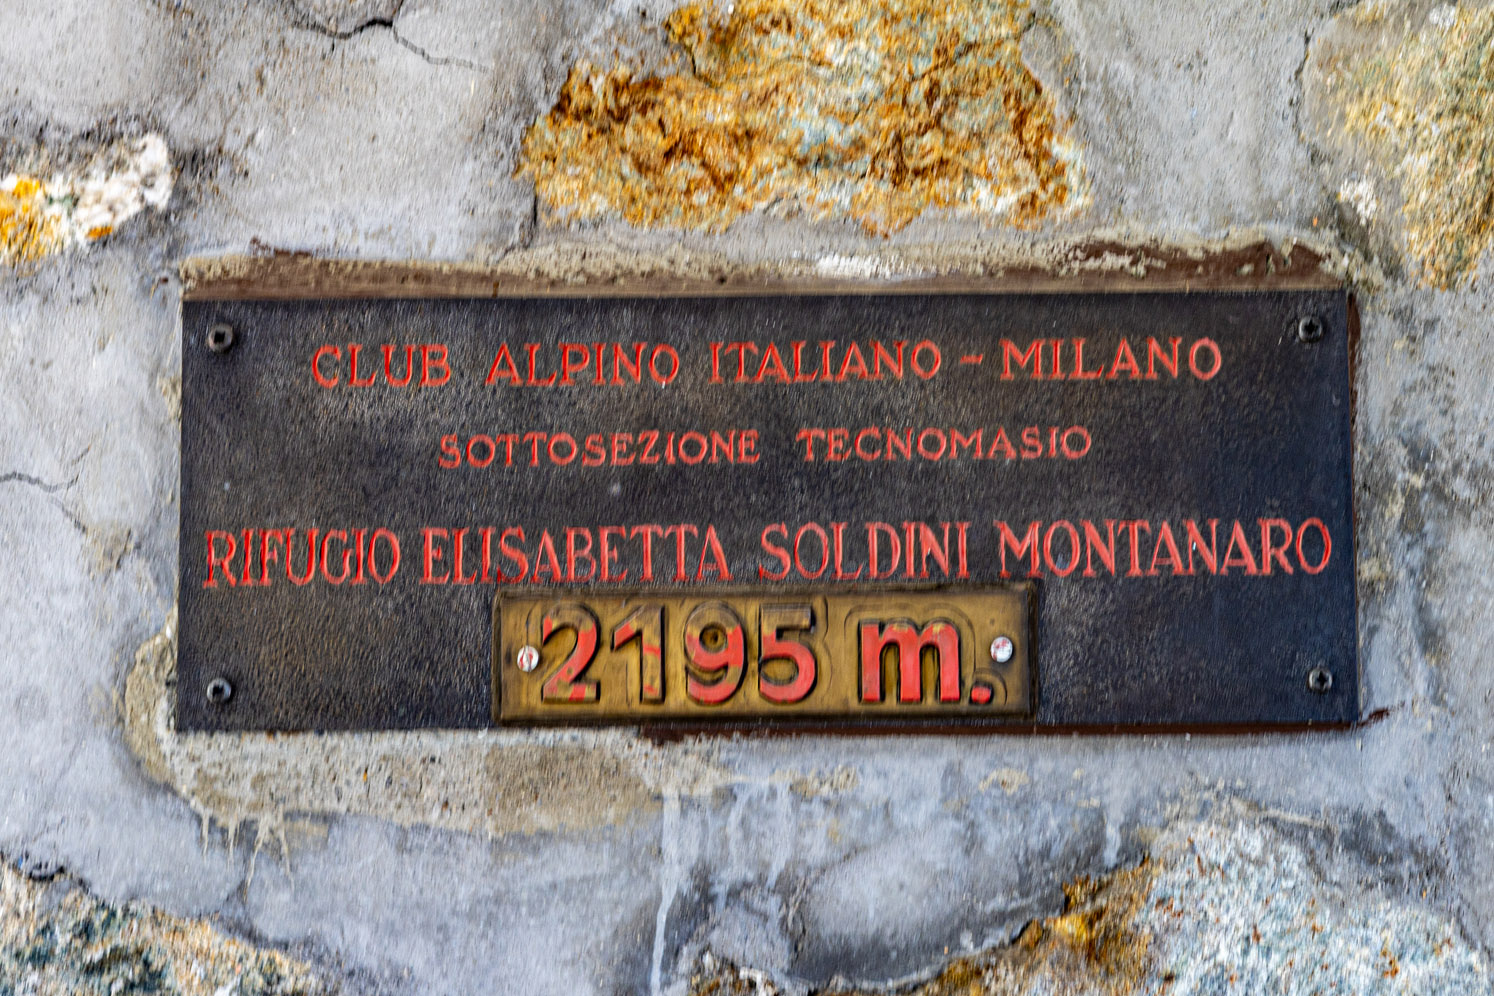 CLUB ALPINO ITALIANO - MILANO
SOTTOSEZIONE TECNOMASIO
RIFUGIO ELISABETTA SOLDINI MONTANARO
2195 m.